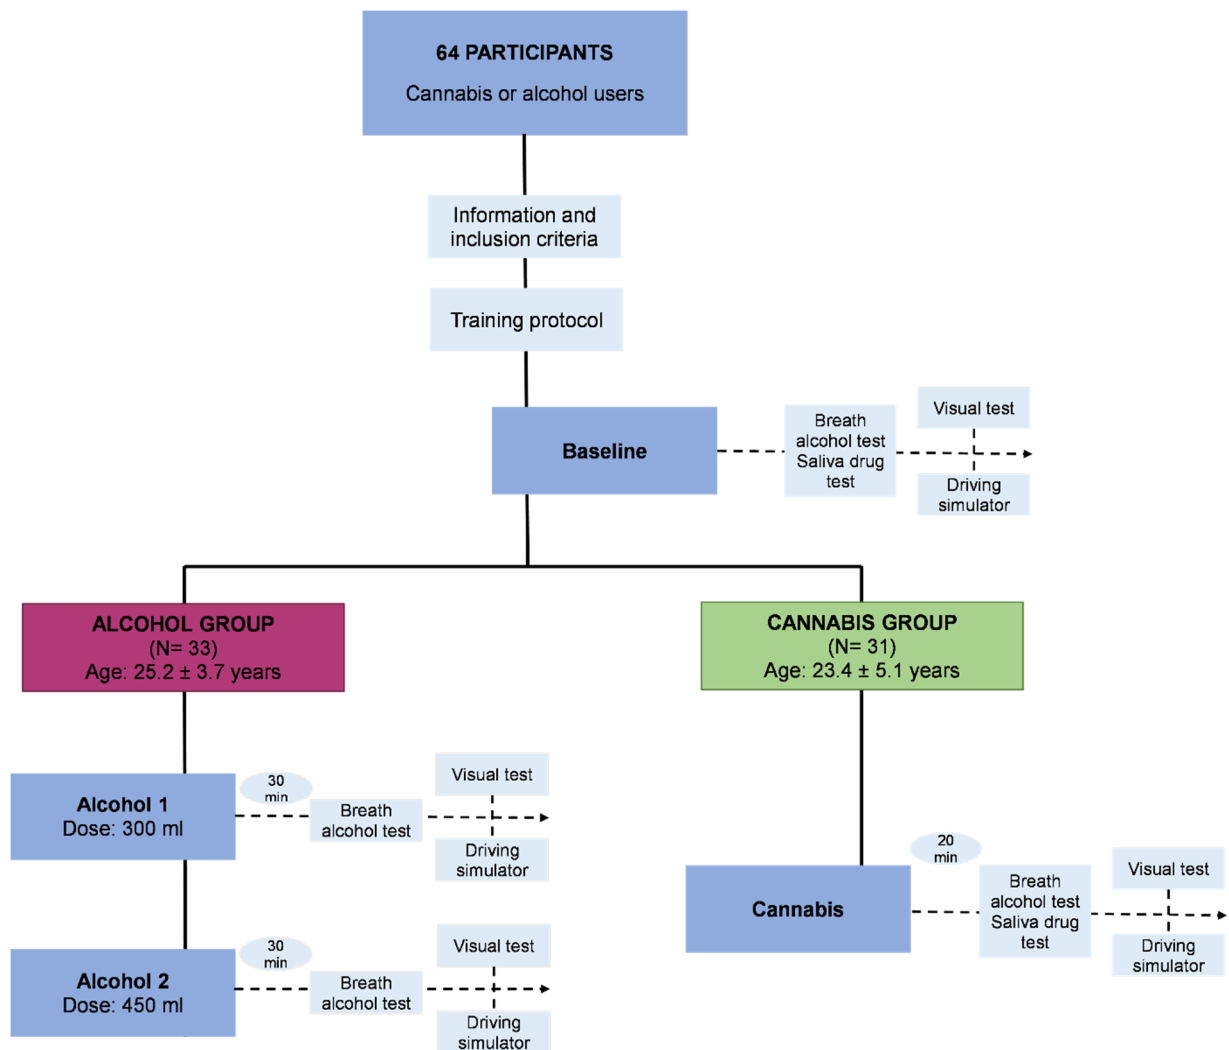 64 PARTICIPANTS
Cannabis or alcohol users
Information and
inclusion criteria
Training protocol
Baseline
Breath
alcohol test
Saliva drug
test
Visual test
Driving
simulator
ALCOHOL GROUP
(N= 33)
Age: 25.2 ± 3.7 years
CANNABIS GROUP
(N= 31)
Age: 23.4 ± 5.1 years
Alcohol 1
Dose: 300 ml
30
min
Breath
alcohol test
Visual test
Driving
simulator
Alcohol 2
Dose: 450 ml
30
min
Breath
alcohol test
Visual test
Driving
simulator
Cannabis
20
min
Breath
alcohol test
Saliva drug
test
Visual test
Driving
simulator